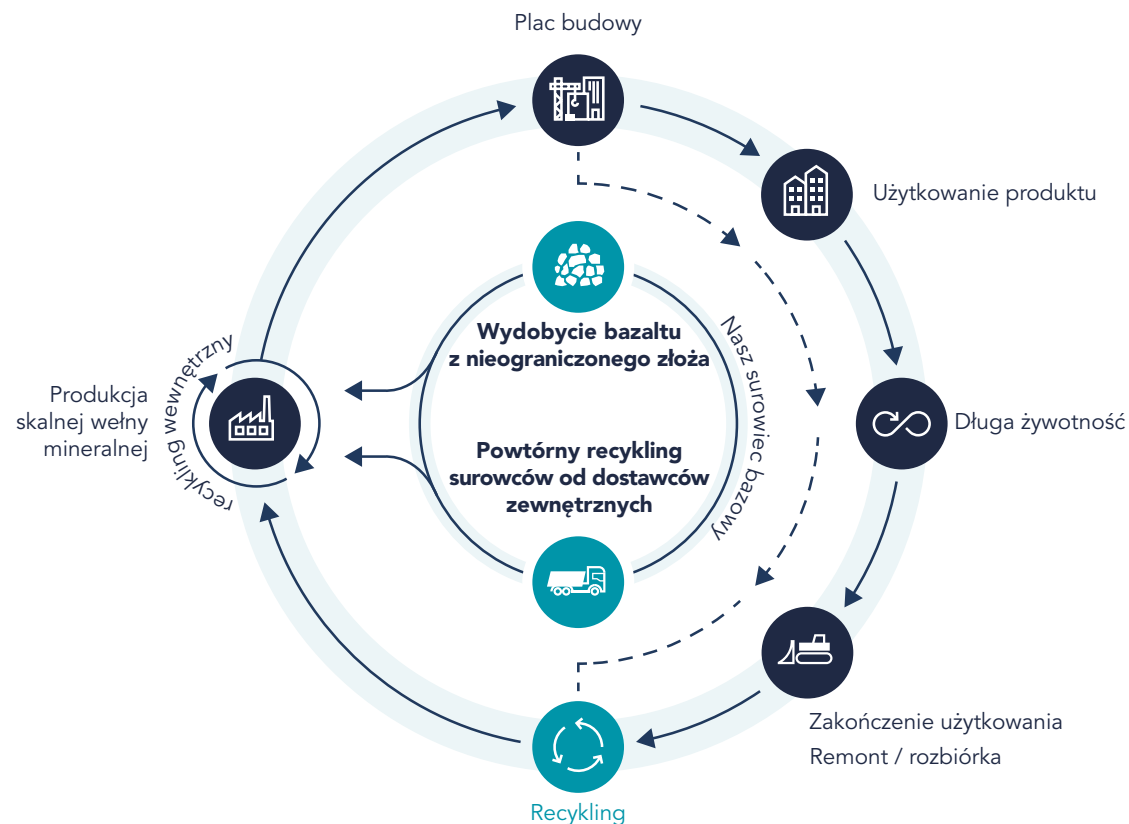 Plac budowy
Użytkowanie produktu
Wydobycie bazaltu
z nieograniczonego złoża
Nasz surowiec bazowy
recykling wewnętrzny
Produkcja
skalnej wełny
mineralnej
Długa żywotność
Powtórny recykling
surowców od dostawców
zewnętrznych
Zakończenie użytkowania
Remont / rozbiórka
Recykling